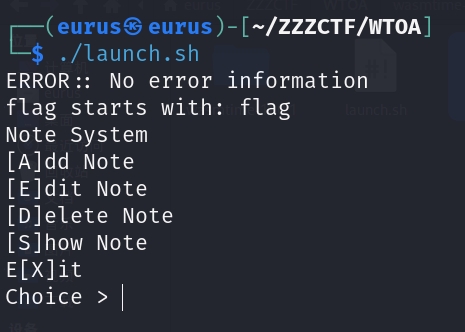 ┌──(eurus㉿eurus)-[~/ZZZCTF/WTOA]
└─$ ./launch.sh
ERROR:: No error information
flag starts with: flag
Note System
[A]dd Note
[E]dit Note
[D]elete Note
[S]how Note
E[X]it
Choice >